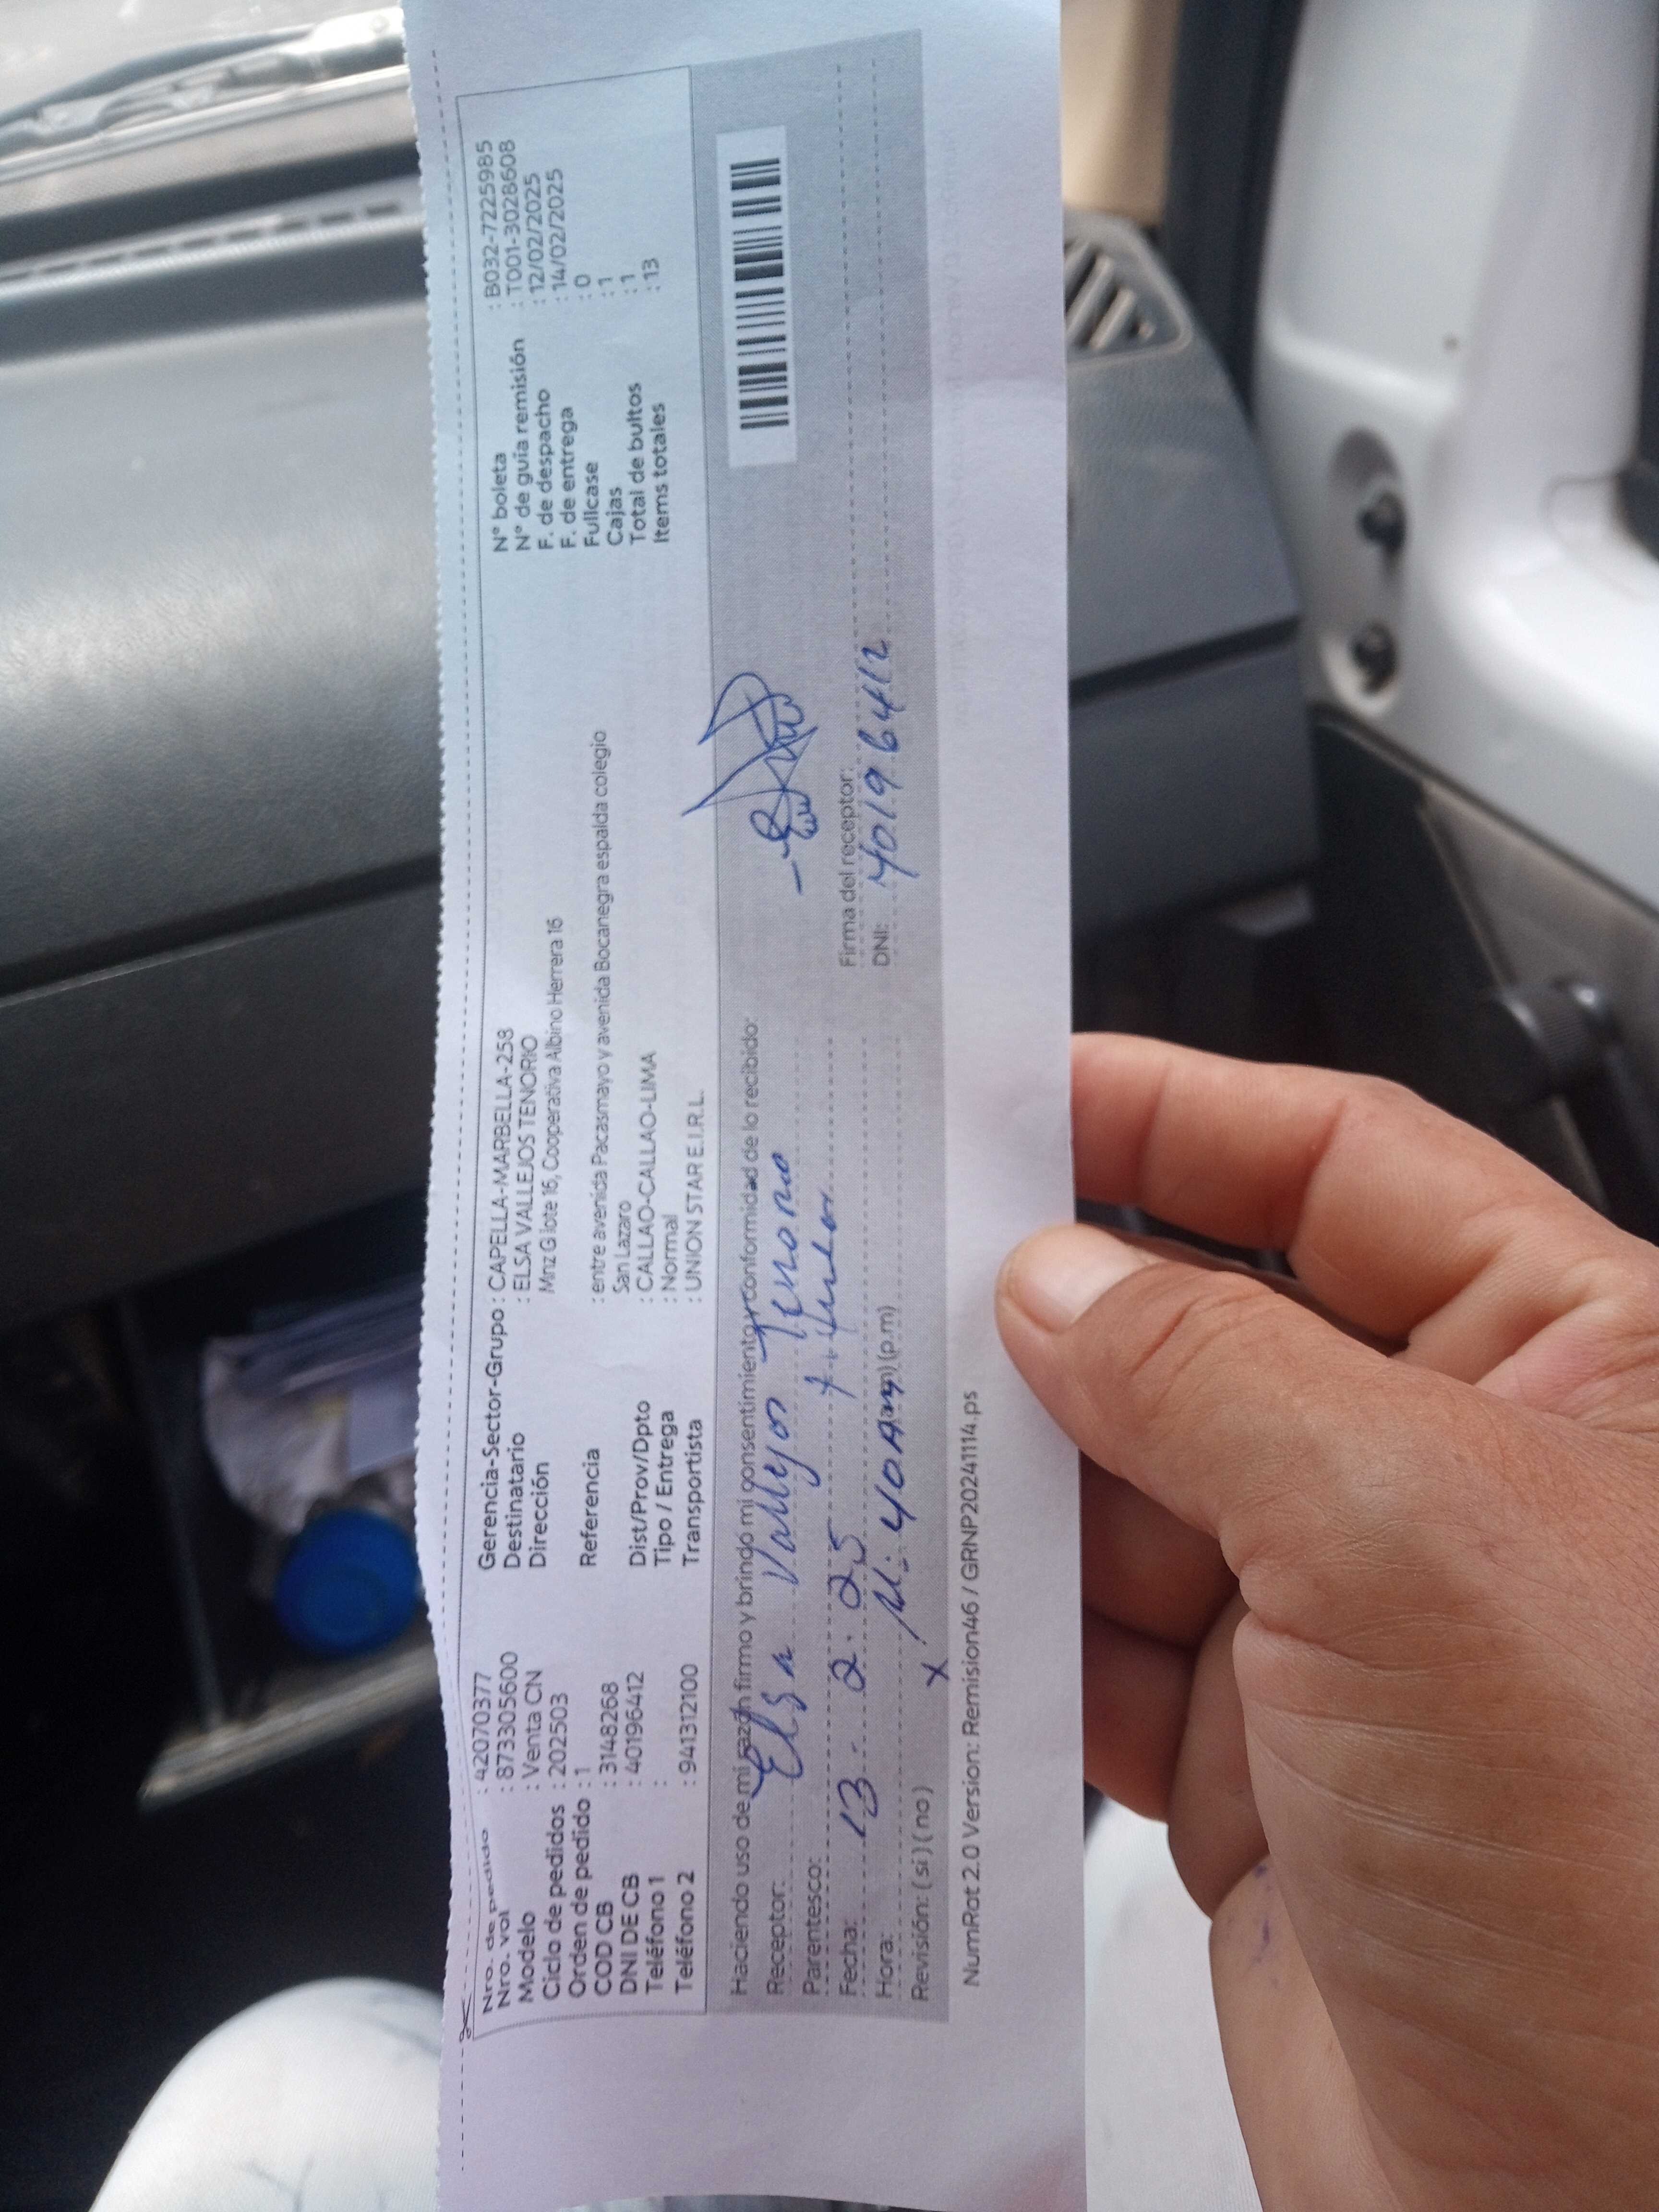 Nro. de pedido : 42070377
Nro. vol : 873305600
Modelo : Venta CN
Ciclo de pedidos : 202503
Orden de pedido : 1
COD CB : 3148268
DNI DE CB : 40196412
Teléfono 1 :
Teléfono 2 : 941312100
Gerencia-Sector-Grupo : CAPELLA-MARBELLA-258
Destinatario : ELSA VALLEJOS TENORIO
Dirección Mnz G lote 16, Cooperativa Albino Herrera 16
Referencia : entre avenida Pacasmayo y avenida Bocanegra espalda colegio
San Lazaro
Dist/Prov/Dpto : CALLAO-CALLAO-LIMA
Tipo / Entrega : Normal
Transportista : UNION STAR E.I.R.L.
N° boleta : B032-7225985
N° de guía remisión : T001-3028608
F. de despacho : 12/02/2025
F. de entrega : 14/02/2025
Fullcase : 0
Cajas : 1
Total de bultos : 1
Items totales : 13
Haciendo uso de mi razón firmo y brindo mi consentimiento y conformidad de lo recibido:
Receptor: Elsa Vallejos Tenorio
Parentesco:
Fecha: 13. 2. 25
Hora: 11:40 AM (p.m)
Revisión: ( si ) ( no ) x
Firma del receptor:
DNI: 40196412
NumRot 2.0 Version: Remision46 / GRNP20241114.ps